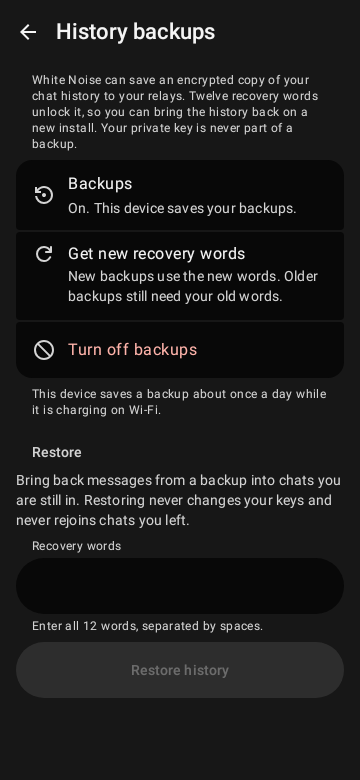 History backups
White Noise can save an encrypted copy of your
chat history to your relays. Twelve recovery words
unlock it, so you can bring the history back on a
new install. Your private key is never part of a
backup.
Backups
On. This device saves your backups.
Get new recovery words
New backups use the new words. Older
backups still need your old words.
Turn off backups
This device saves a backup about once a day while
it is charging on Wi-Fi.
Restore
Bring back messages from a backup into chats you
are still in. Restoring never changes your keys and
never rejoins chats you left.
Recovery words
Enter all 12 words, separated by spaces.
Restore history